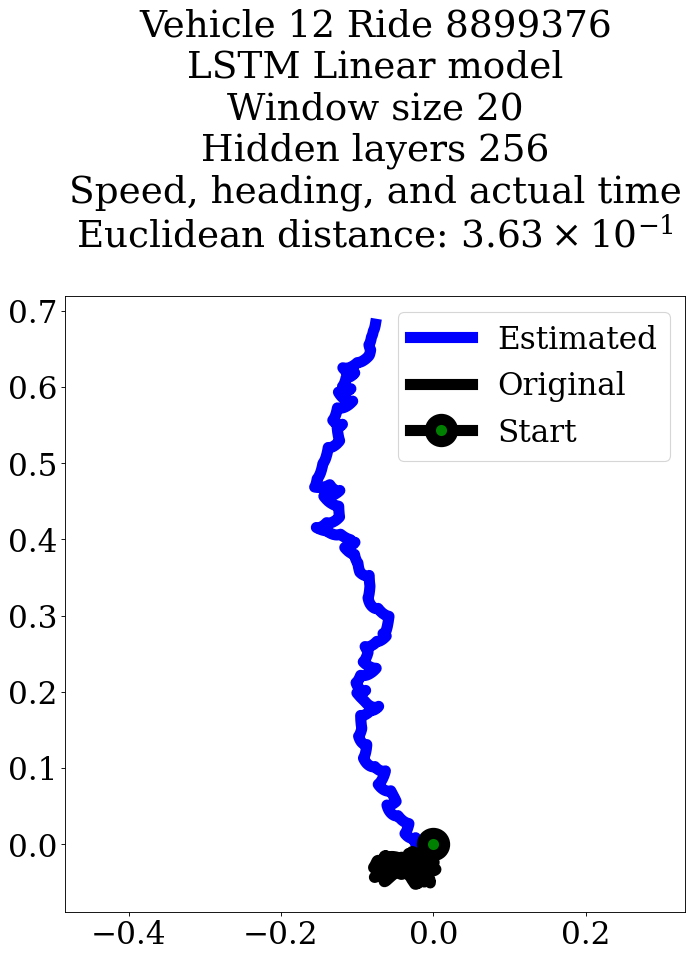 Vehicle 12 Ride 8899376
LSTM Linear model
Window size 20
Hidden layers 256
Speed, heading, and actual time
Euclidean distance: 3.63 × 10⁻¹
Estimated
Original
Start
0.7
0.6
0.5
0.4
0.3
0.2
0.1
0.0
−0.4 −0.2 0.0 0.2